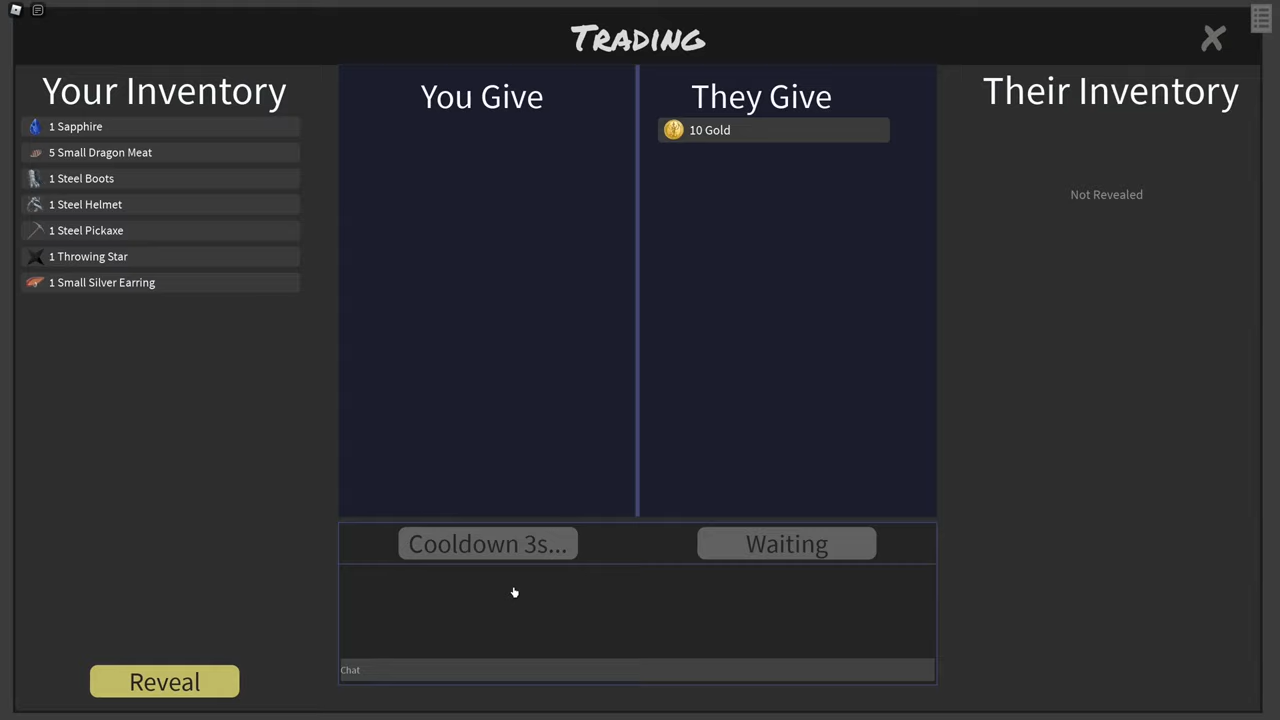 Trading
Your Inventory
1 Sapphire
5 Small Dragon Meat
1 Steel Boots
1 Steel Helmet
1 Steel Pickaxe
1 Throwing Star
1 Small Silver Earring
Reveal
You Give
They Give
10 Gold
Cooldown 3s...
Waiting
Chat
Their Inventory
Not Revealed